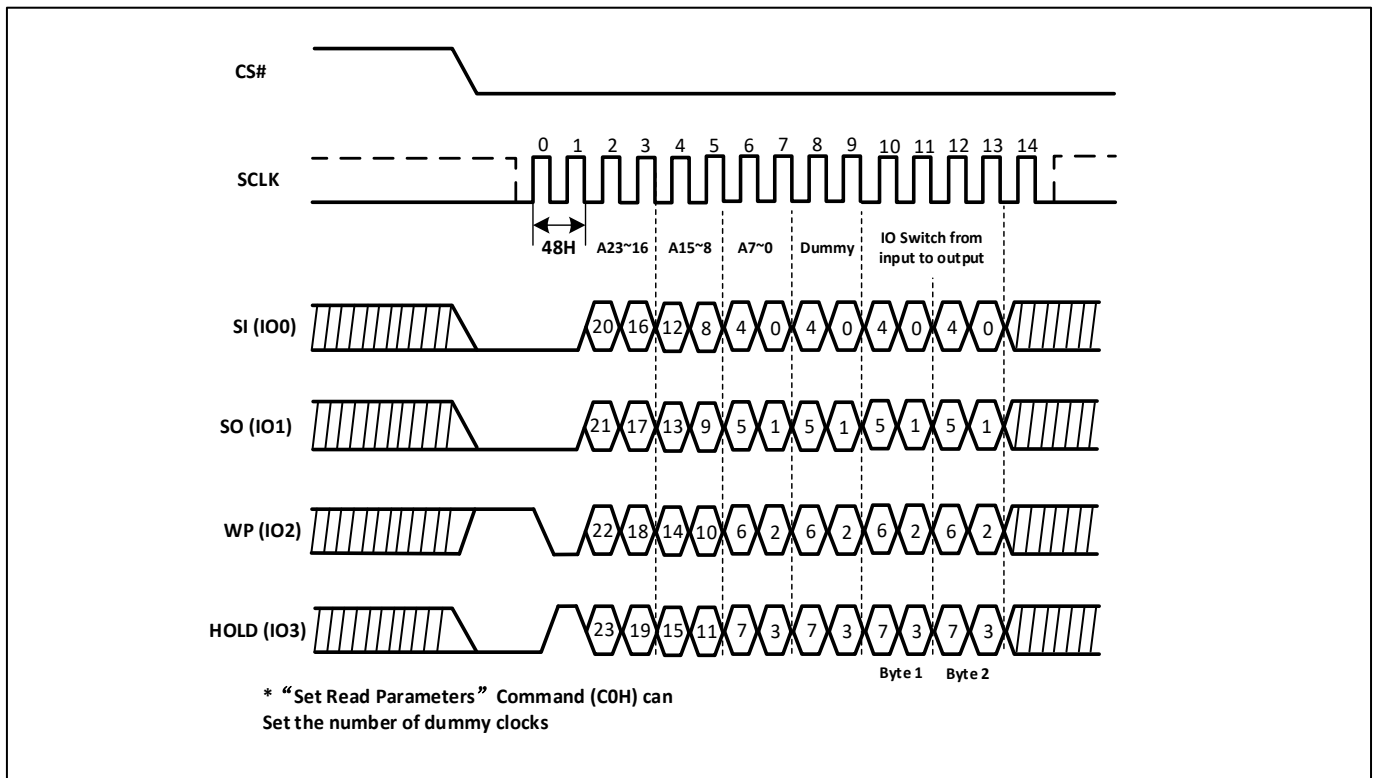 CS#
0 1 2 3 4 5 6 7 8 9 10 11 12 13 14
SCLK
48H A23~16 A15~8 A7~0 Dummy IO Switch from
input to output
SI (IO0) 20 16 12 8 4 0 4 0 4 0 4 0
SO (IO1) 21 17 13 9 5 1 5 1 5 1 5 1
WP (IO2) 22 18 14 10 6 2 6 2 6 2 6 2
HOLD (IO3) 23 19 15 11 7 3 7 3 7 3 7 3
Byte 1 Byte 2
* “Set Read Parameters” Command (C0H) can
Set the number of dummy clocks